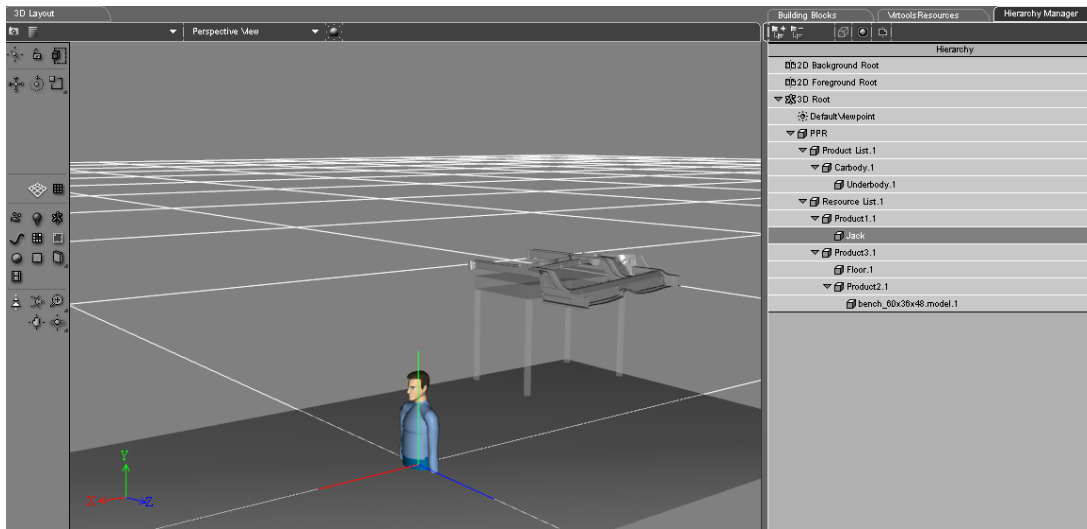 3D Layout
Perspective View
Building Blocks
Virtools Resources
Hierarchy Manager
Hierarchy
2D Background Root
2D Foreground Root
3D Root
Default Viewpoint
PPR
Product List.1
Carbody.1
Underbody.1
Resource List.1
Product1.1
Jack
Product3.1
Floor.1
Product2.1
bench_60x36x48.model.1
Y
X
Z